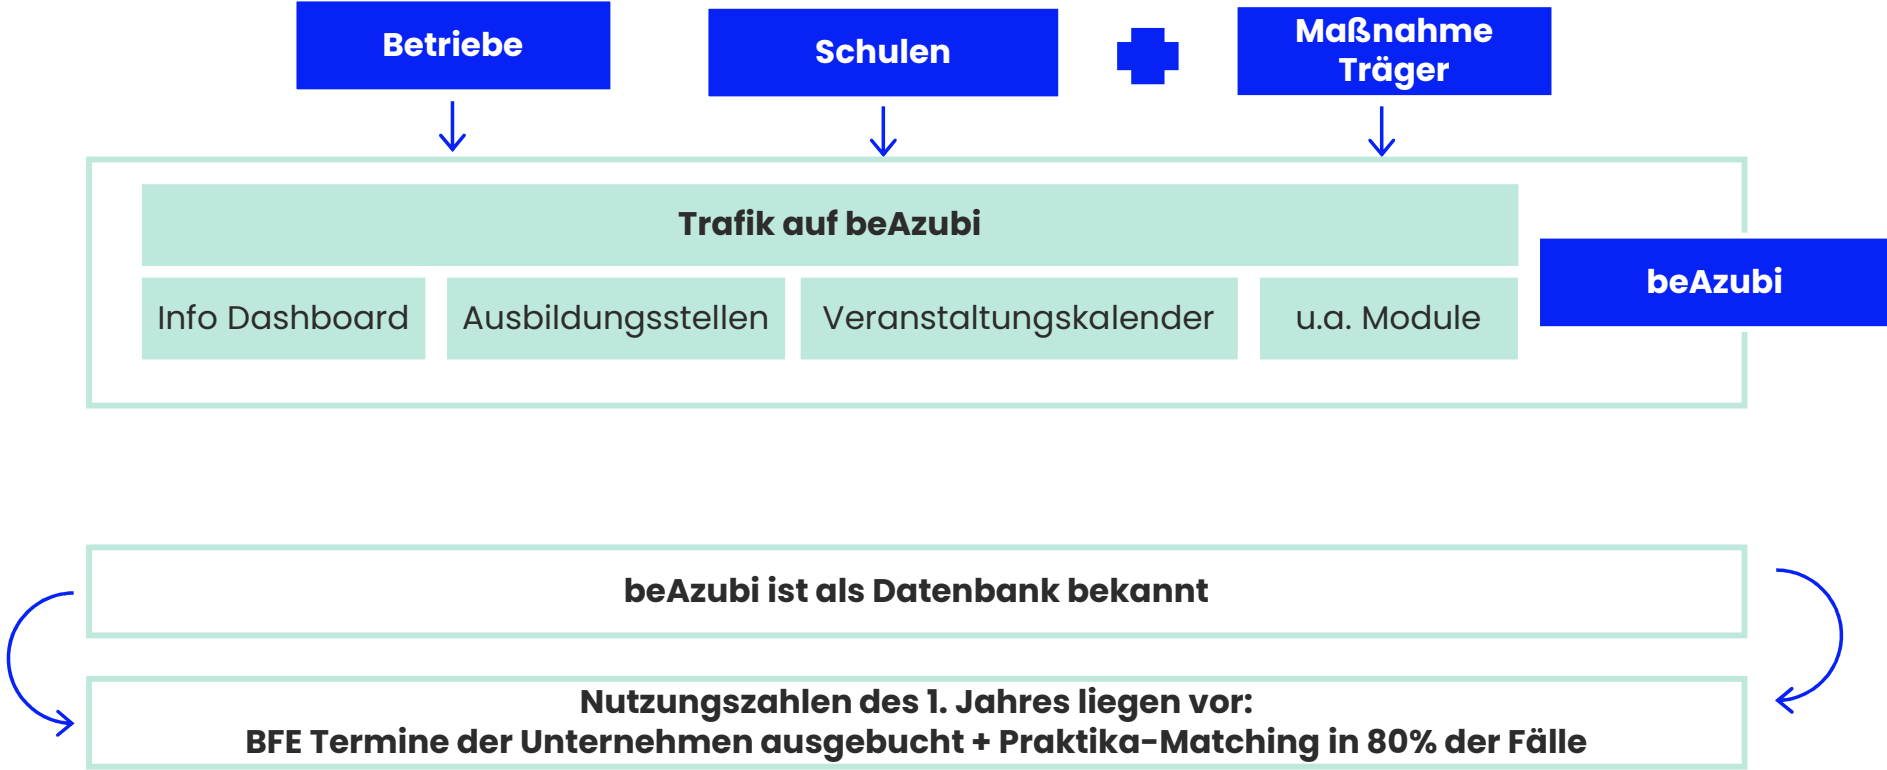 Betriebe
Schulen
Maßnahme
Träger
Trafik auf beAzubi
beAzubi
Info Dashboard
Ausbildungsstellen
Veranstaltungskalender
u.a. Module
beAzubi ist als Datenbank bekannt
Nutzungszahlen des 1. Jahres liegen vor:
BFE Termine der Unternehmen ausgebucht + Praktika-Matching in 80% der Fälle